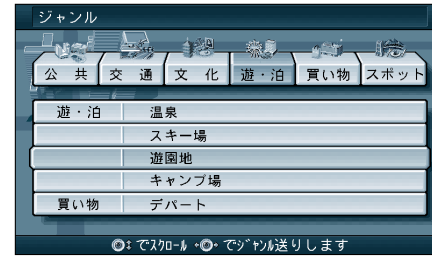 ジャンル
公 共 交 通 文 化 遊・泊 買い物 スポット
遊・泊 温泉
スキー場
遊園地
キャンプ場
買い物 デパート
でスクロール でジャンル送りします